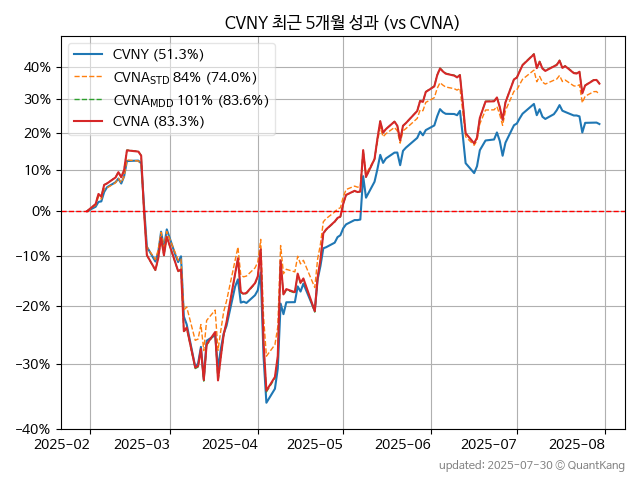 CVNY 최근 5개월 성과 (vs CVNA)
CVNY (51.3%)
CVNA_STD 84% (74.0%)
CVNA_MDD 101% (83.6%)
CVNA (83.3%)
40%
30%
20%
10%
0%
−10%
−20%
−30%
−40%
2025-02 2025-03 2025-04 2025-05 2025-06 2025-07 2025-08
updated: 2025-07-30 © QuantKang